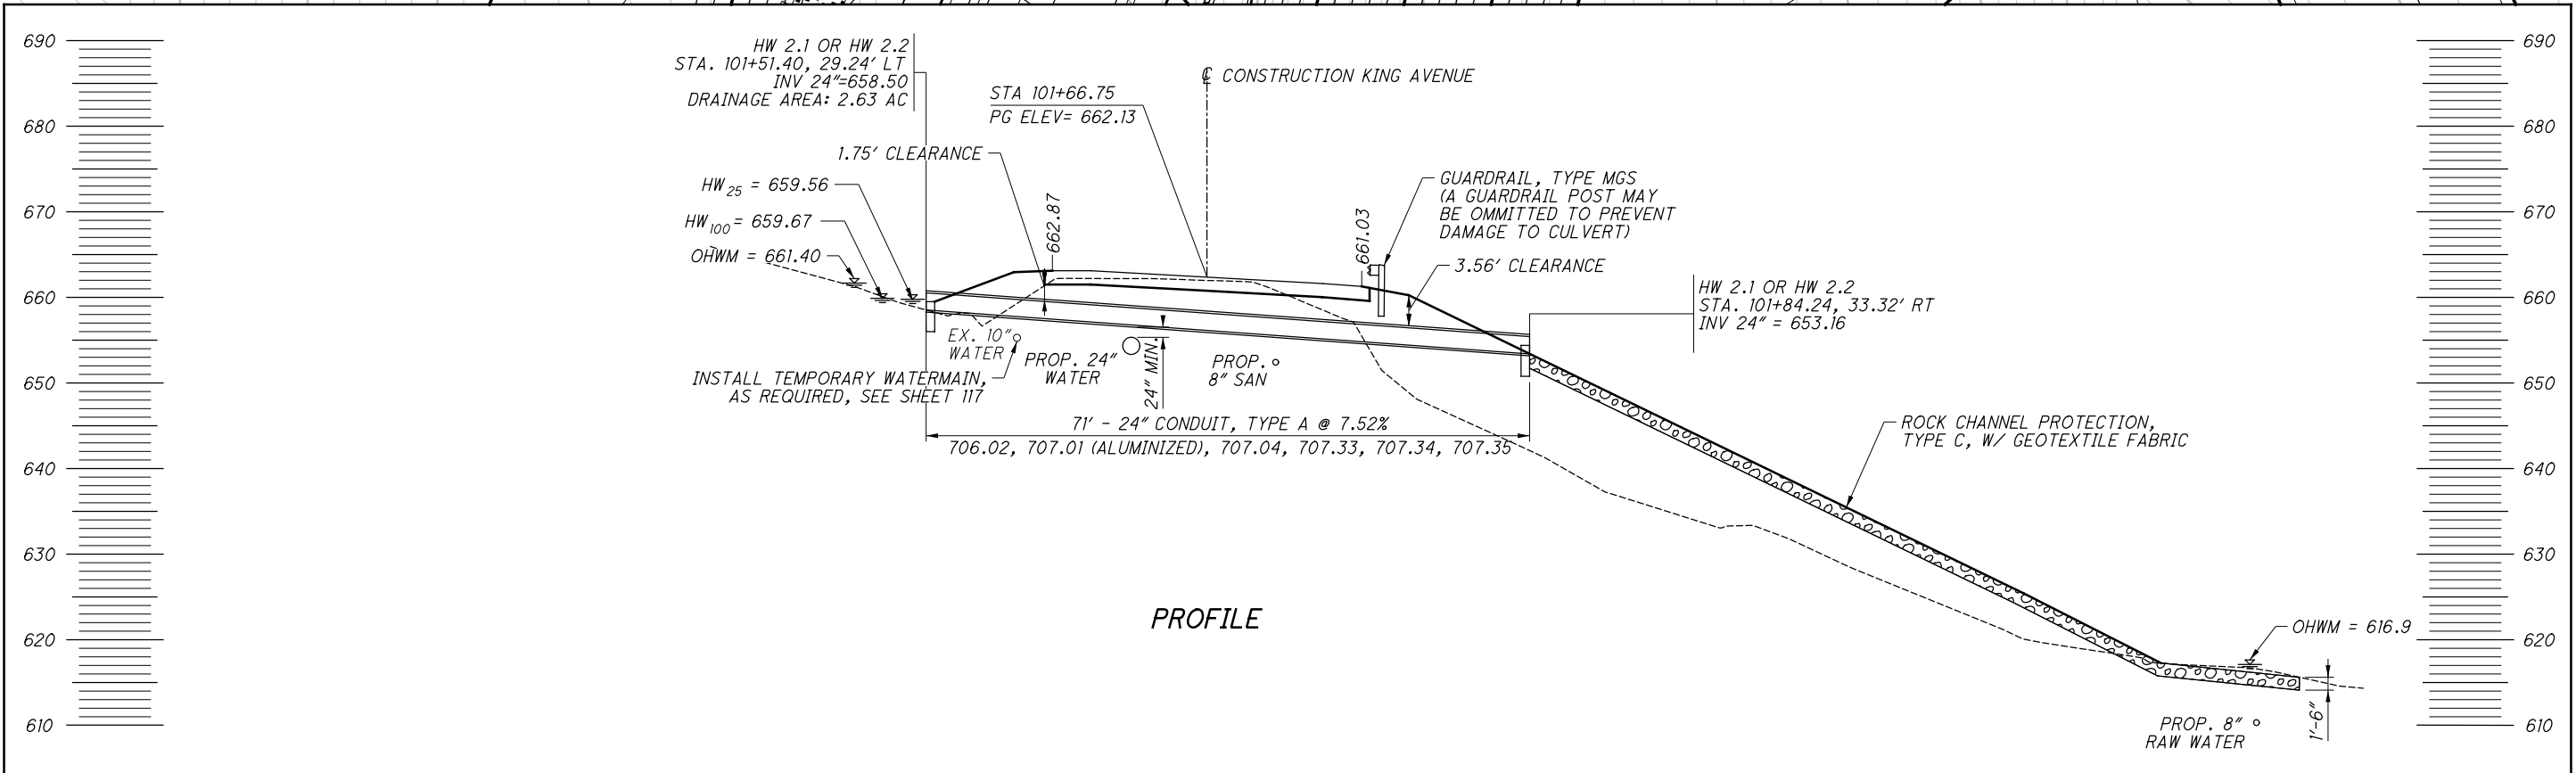 690
680
670
660
650
640
630
620
610
HW 2.1 OR HW 2.2
STA. 101+51.40, 29.24' LT
INV 24"=658.50
DRAINAGE AREA: 2.63 AC
STA 101+66.75
PG ELEV= 662.13
℄ CONSTRUCTION KING AVENUE
1.75' CLEARANCE
HW25 = 659.56
HW100 = 659.67
OHWM = 661.40
662.87
661.03
GUARDRAIL, TYPE MGS
(A GUARDRAIL POST MAY
BE OMMITTED TO PREVENT
DAMAGE TO CULVERT)
3.56' CLEARANCE
HW 2.1 OR HW 2.2
STA. 101+84.24, 33.32' RT
INV 24" = 653.16
EX. 10"
WATER
PROP. 24"
WATER
24" MIN.
PROP.
8" SAN
INSTALL TEMPORARY WATERMAIN,
AS REQUIRED, SEE SHEET 117
71' - 24" CONDUIT, TYPE A @ 7.52%
706.02, 707.01 (ALUMINIZED), 707.04, 707.33, 707.34, 707.35
ROCK CHANNEL PROTECTION,
TYPE C, W/ GEOTEXTILE FABRIC
PROFILE
OHWM = 616.9
1'-6"
PROP. 8"
RAW WATER
690
680
670
660
650
640
630
620
610